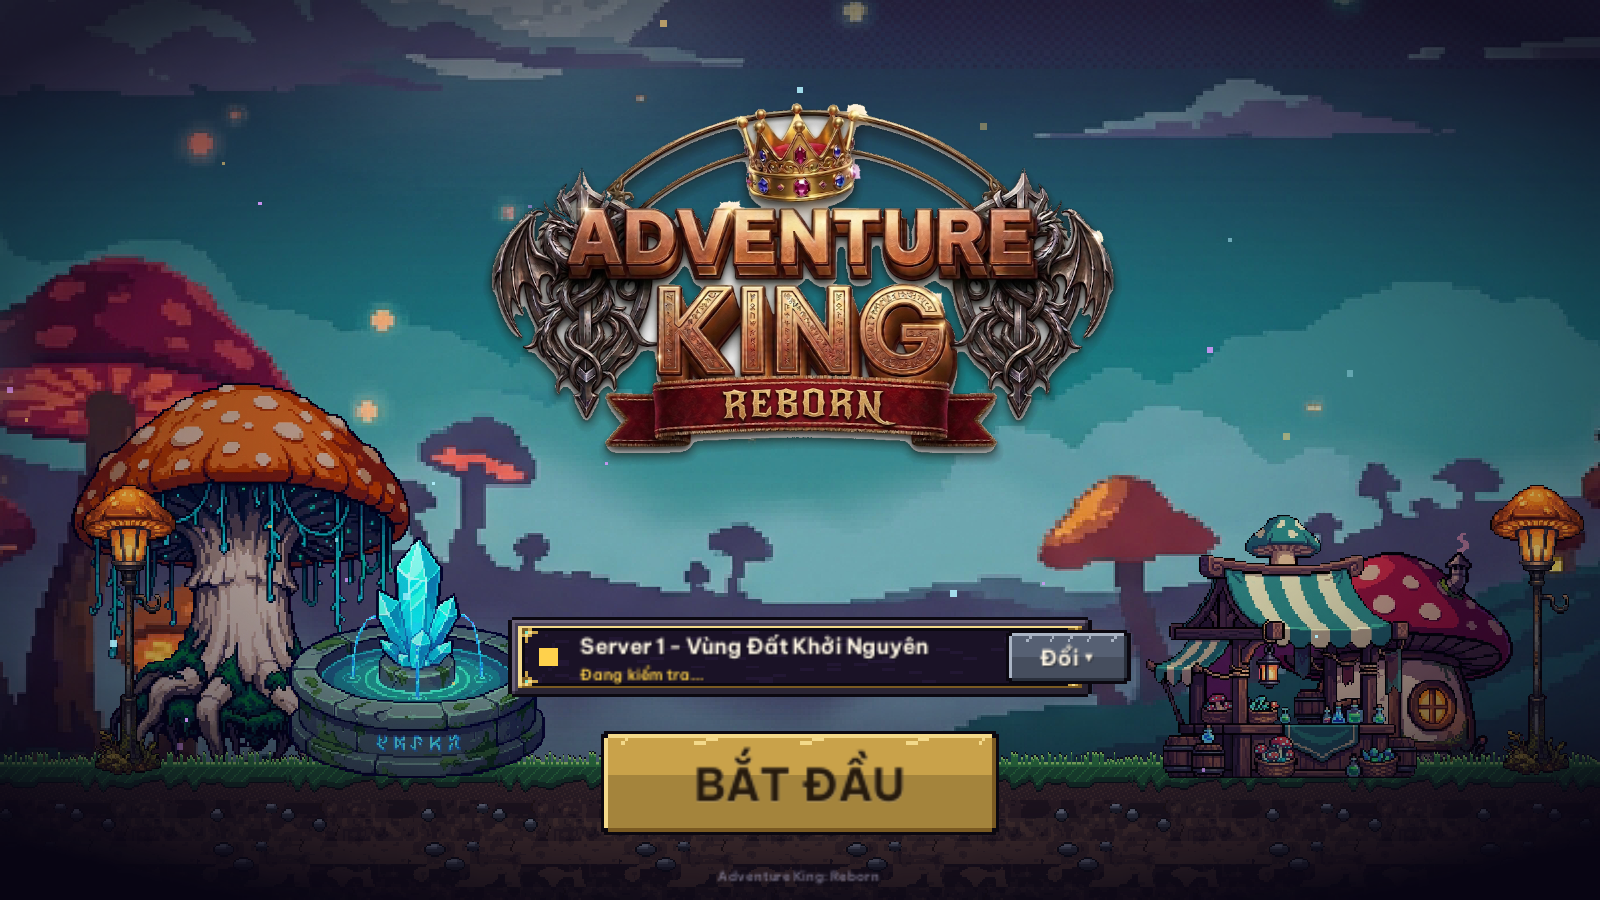 ADVENTURE
KING
REBORN
Server 1 - Vùng Đất Khởi Nguyên
Đang kiểm tra...
Đổi ▾
BẮT ĐẦU
Adventure King: Reborn